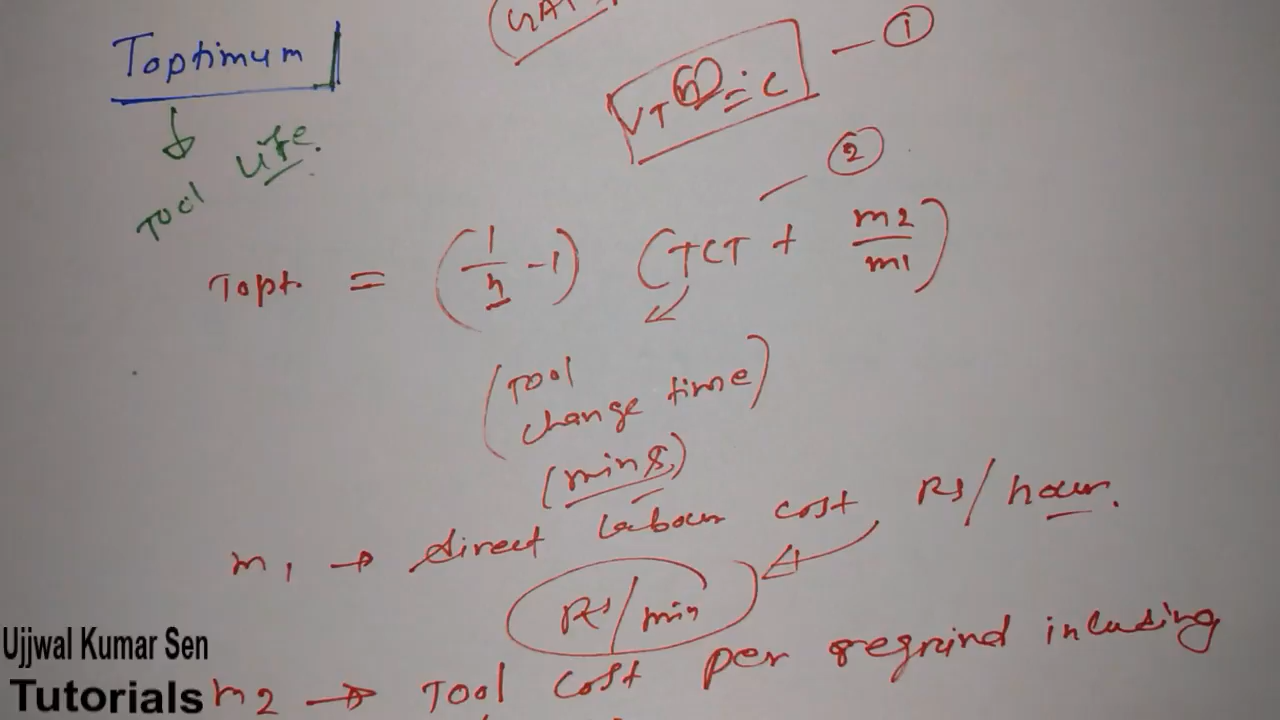 Toptimum
①
VTⓝ = C
②
Tool Life.
Topt. = (1/n - 1) (TCT + m2/m1)
(Tool
change time)
(mins)
m1 → direct labour cost Rs/hour.
Rs/min
m2 → Tool cost per regrind including
Ujjwal Kumar Sen
Tutorials